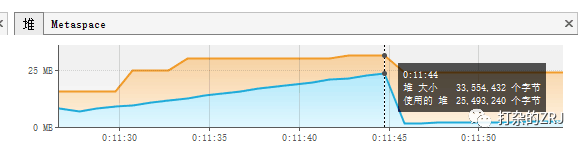 堆 Metaspace
0:11:44
25 MB
堆 大小 33,554,432 个字节
使用的 堆 25,493,240 个字节
0 MB
打杂的ZRJ
0:11:30 0:11:35 0:11:40 0:11:45 0:11:50